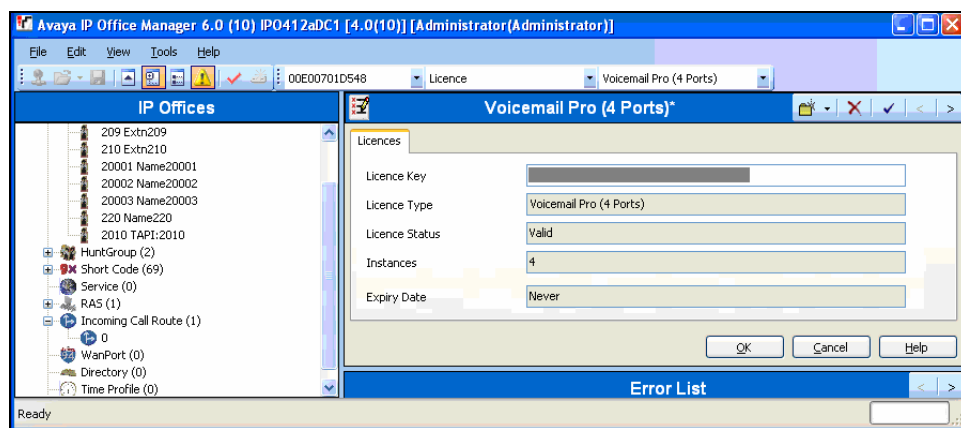 Avaya IP Office Manager 6.0 (10) IPO412aDC1 [4.0(10)] [Administrator(Administrator)]
File Edit View Tools Help
00E00701D548 Licence Voicemail Pro (4 Ports)
IP Offices
209 Extn209
210 Extn210
20001 Name20001
20002 Name20002
20003 Name20003
220 Name220
2010 TAPI:2010
HuntGroup (2)
Short Code (69)
Service (0)
RAS (1)
Incoming Call Route (1)
0
WanPort (0)
Directory (0)
Time Profile (0)
Voicemail Pro (4 Ports)*
Licences
Licence Key
Licence Type Voicemail Pro (4 Ports)
Licence Status Valid
Instances 4
Expiry Date Never
OK Cancel Help
Error List
Ready